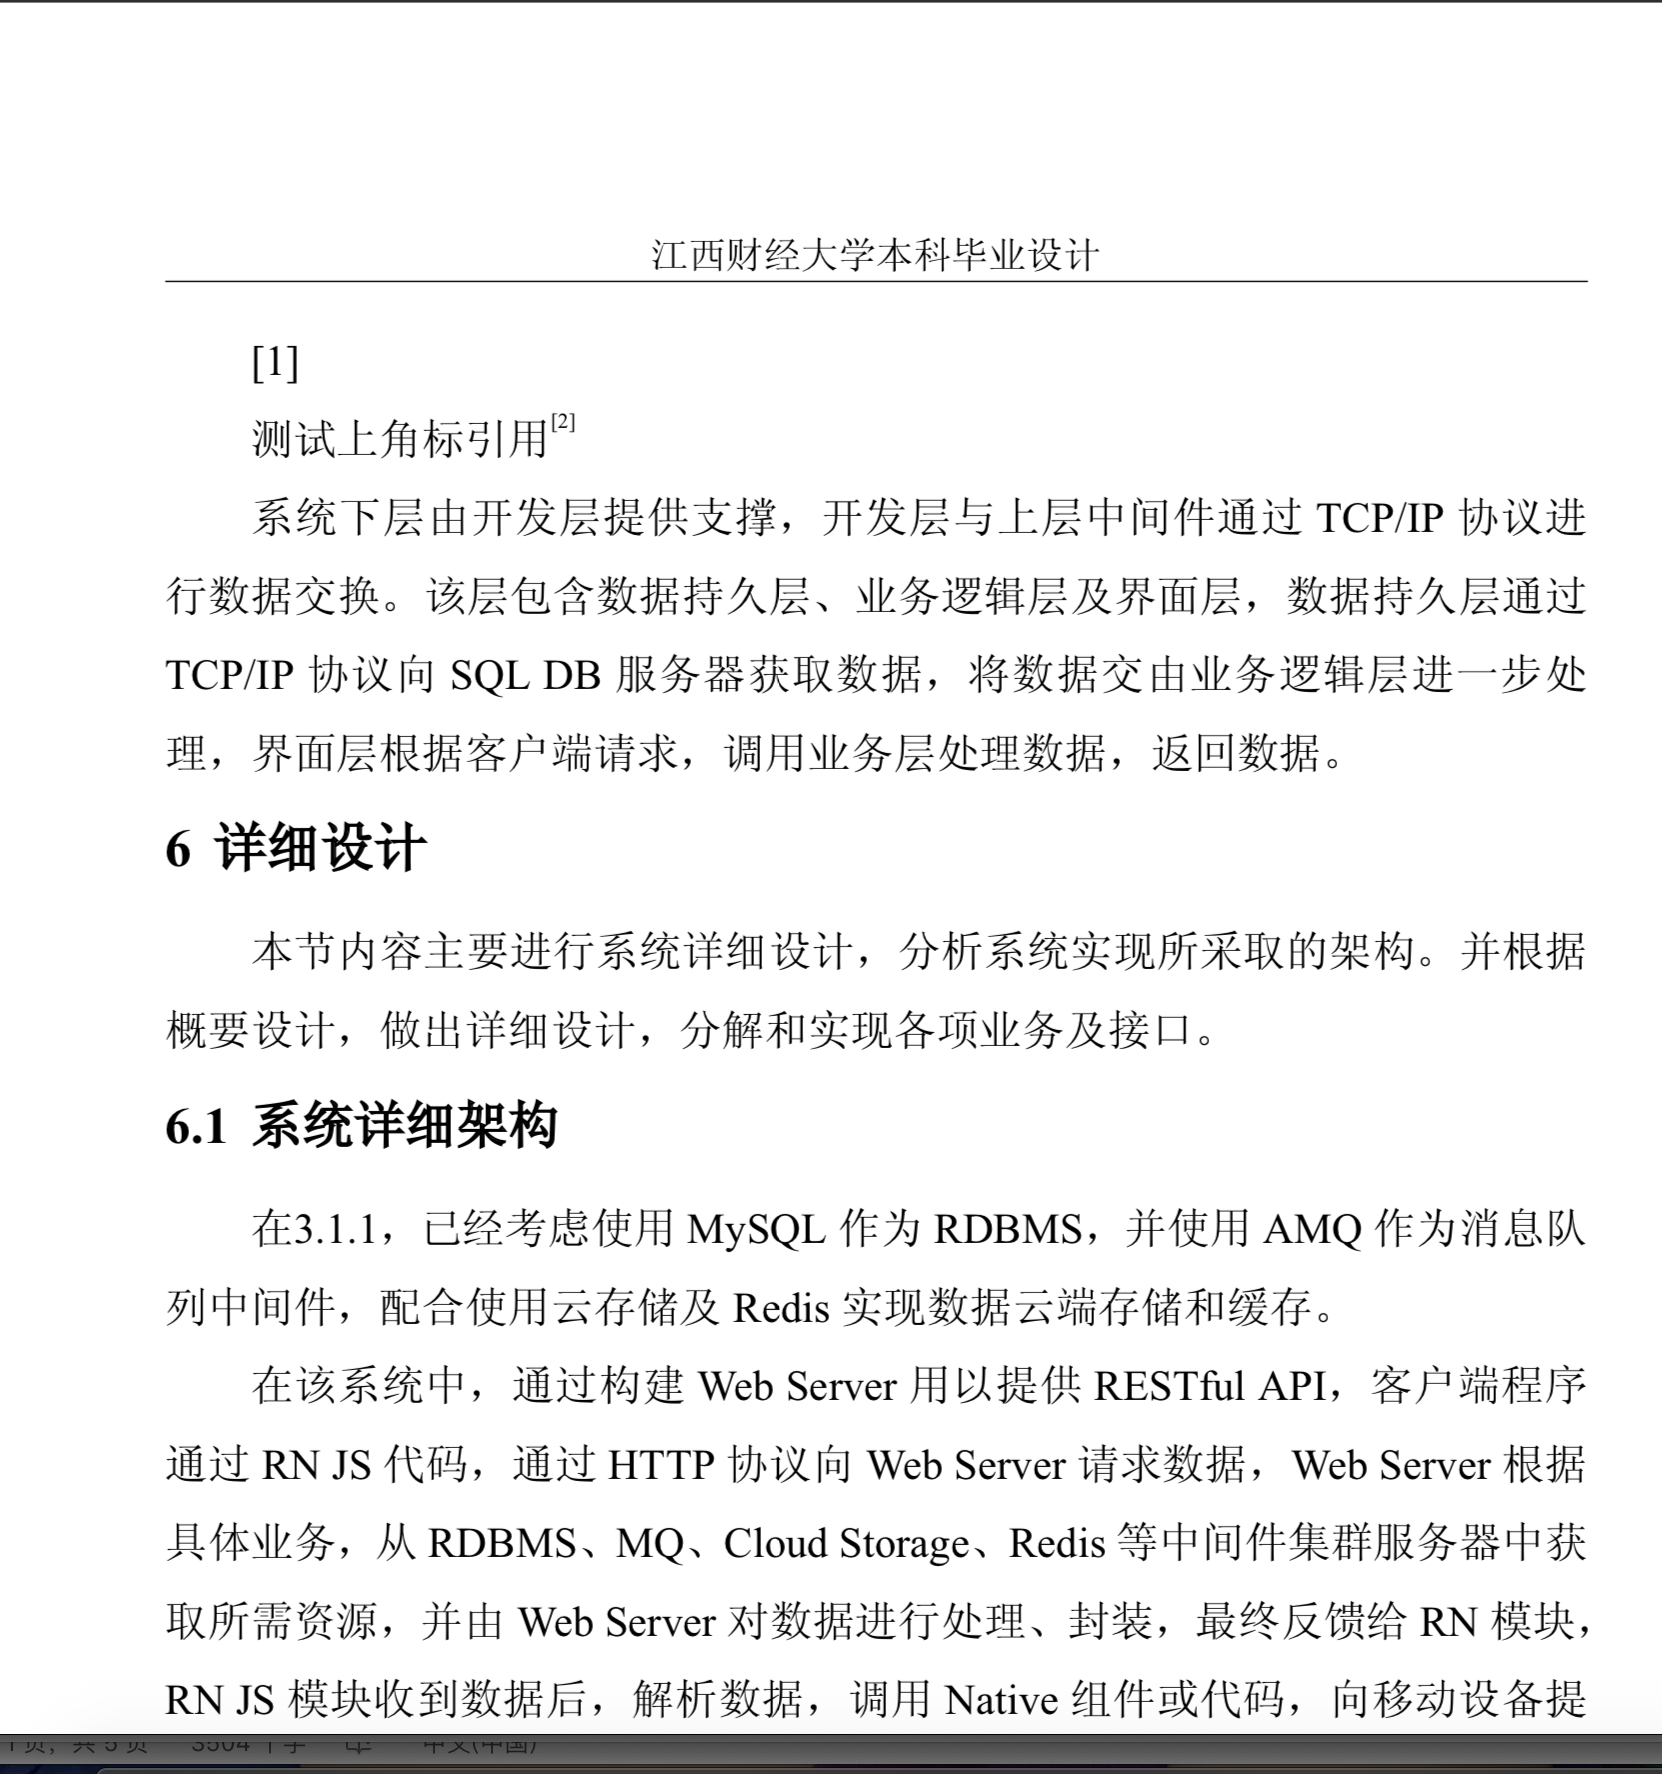 江西财经大学本科毕业设计
[1]
测试上角标引用[2]
系统下层由开发层提供支撑，开发层与上层中间件通过 TCP/IP 协议进
行数据交换。该层包含数据持久层、业务逻辑层及界面层，数据持久层通过
TCP/IP 协议向 SQL DB 服务器获取数据，将数据交由业务逻辑层进一步处
理，界面层根据客户端请求，调用业务层处理数据，返回数据。
6 详细设计
本节内容主要进行系统详细设计，分析系统实现所采取的架构。并根据
概要设计，做出详细设计，分解和实现各项业务及接口。
6.1 系统详细架构
在3.1.1，已经考虑使用 MySQL 作为 RDBMS，并使用 AMQ 作为消息队
列中间件，配合使用云存储及 Redis 实现数据云端存储和缓存。
在该系统中，通过构建 Web Server 用以提供 RESTful API，客户端程序
通过 RN JS 代码，通过 HTTP 协议向 Web Server 请求数据，Web Server 根据
具体业务，从 RDBMS、MQ、Cloud Storage、Redis 等中间件集群服务器中获
取所需资源，并由 Web Server 对数据进行处理、封装，最终反馈给 RN 模块，
RN JS 模块收到数据后，解析数据，调用 Native 组件或代码，向移动设备提
页，共 5 页 3504 个字 中文(中国)